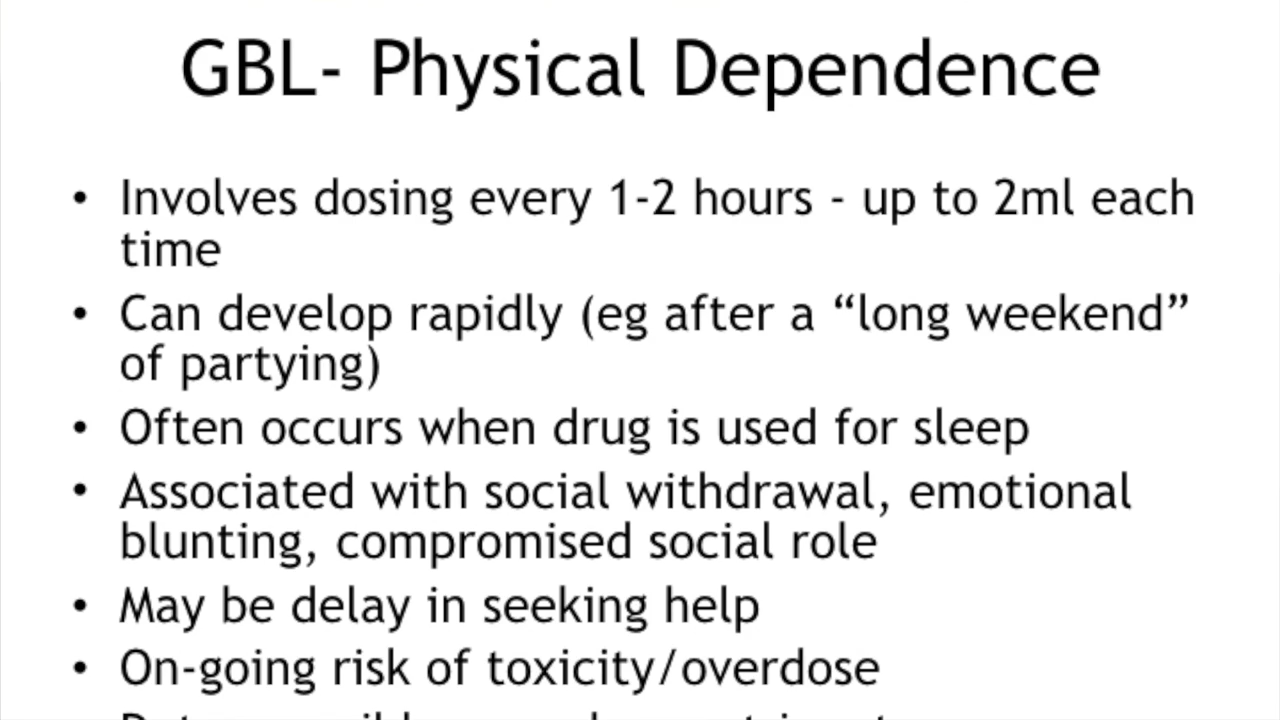 GBL- Physical Dependence
• Involves dosing every 1-2 hours - up to 2ml each
time
• Can develop rapidly (eg after a “long weekend”
of partying)
• Often occurs when drug is used for sleep
• Associated with social withdrawal, emotional
blunting, compromised social role
• May be delay in seeking help
• On-going risk of toxicity/overdose